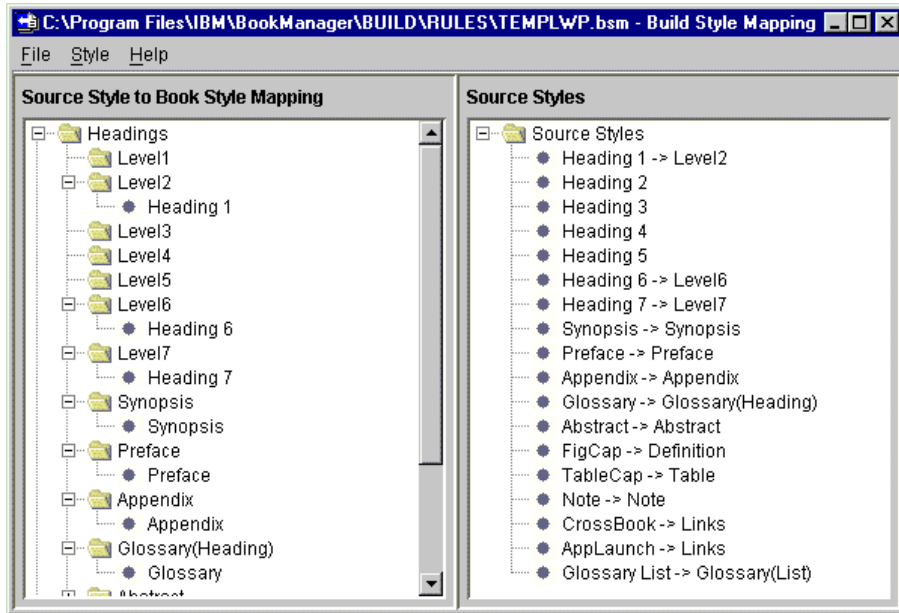 C:\Program Files\IBM\BookManager\BUILD\RULES\TEMPLWP.bsm - Build Style Mapping
File Style Help
Source Style to Book Style Mapping
Headings
Level1
Level2
Heading 1
Level3
Level4
Level5
Level6
Heading 6
Level7
Heading 7
Synopsis
Synopsis
Preface
Preface
Appendix
Appendix
Glossary(Heading)
Glossary
Abstract
Source Styles
Source Styles
Heading 1 -> Level2
Heading 2
Heading 3
Heading 4
Heading 5
Heading 6 -> Level6
Heading 7 -> Level7
Synopsis -> Synopsis
Preface -> Preface
Appendix -> Appendix
Glossary -> Glossary(Heading)
Abstract -> Abstract
FigCap -> Definition
TableCap -> Table
Note -> Note
CrossBook -> Links
AppLaunch -> Links
Glossary List -> Glossary(List)